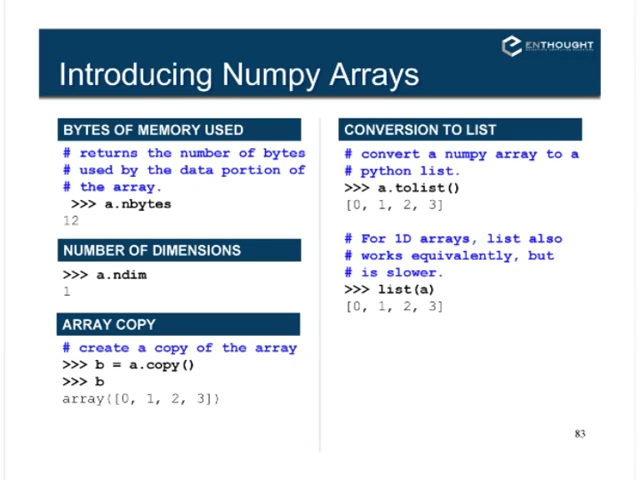 ENTHOUGHT
Introducing Numpy Arrays
BYTES OF MEMORY USED
# returns the number of bytes
# used by the data portion of
# the array.
>>> a.nbytes
12
NUMBER OF DIMENSIONS
>>> a.ndim
1
ARRAY COPY
# create a copy of the array
>>> b = a.copy()
>>> b
array([0, 1, 2, 3])
CONVERSION TO LIST
# convert a numpy array to a
# python list.
>>> a.tolist()
[0, 1, 2, 3]
# For 1D arrays, list also
# works equivalently, but
# is slower.
>>> list(a)
[0, 1, 2, 3]
83